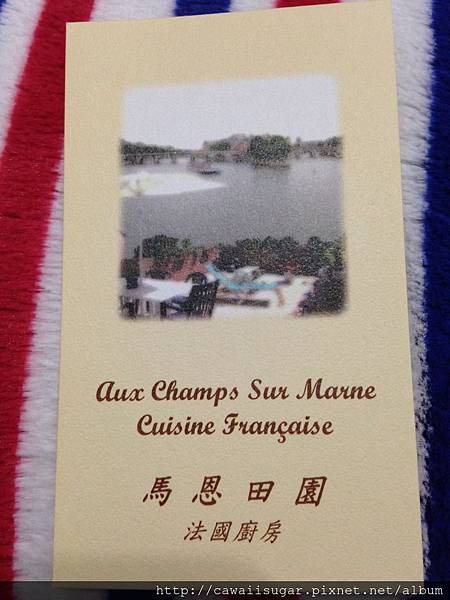 Aux Champs Sur Marne
Cuisine Française
馬恩田園
法國廚房
http://cawaiisugar.pixnet.net/album